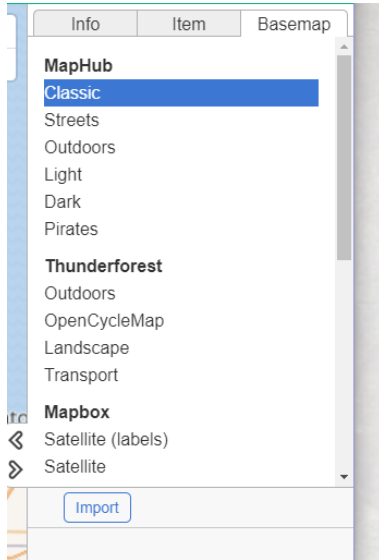 Info Item Basemap
MapHub
Classic
Streets
Outdoors
Light
Dark
Pirates
Thunderforest
Outdoors
OpenCycleMap
Landscape
Transport
Mapbox
Satellite (labels)
Satellite
Import